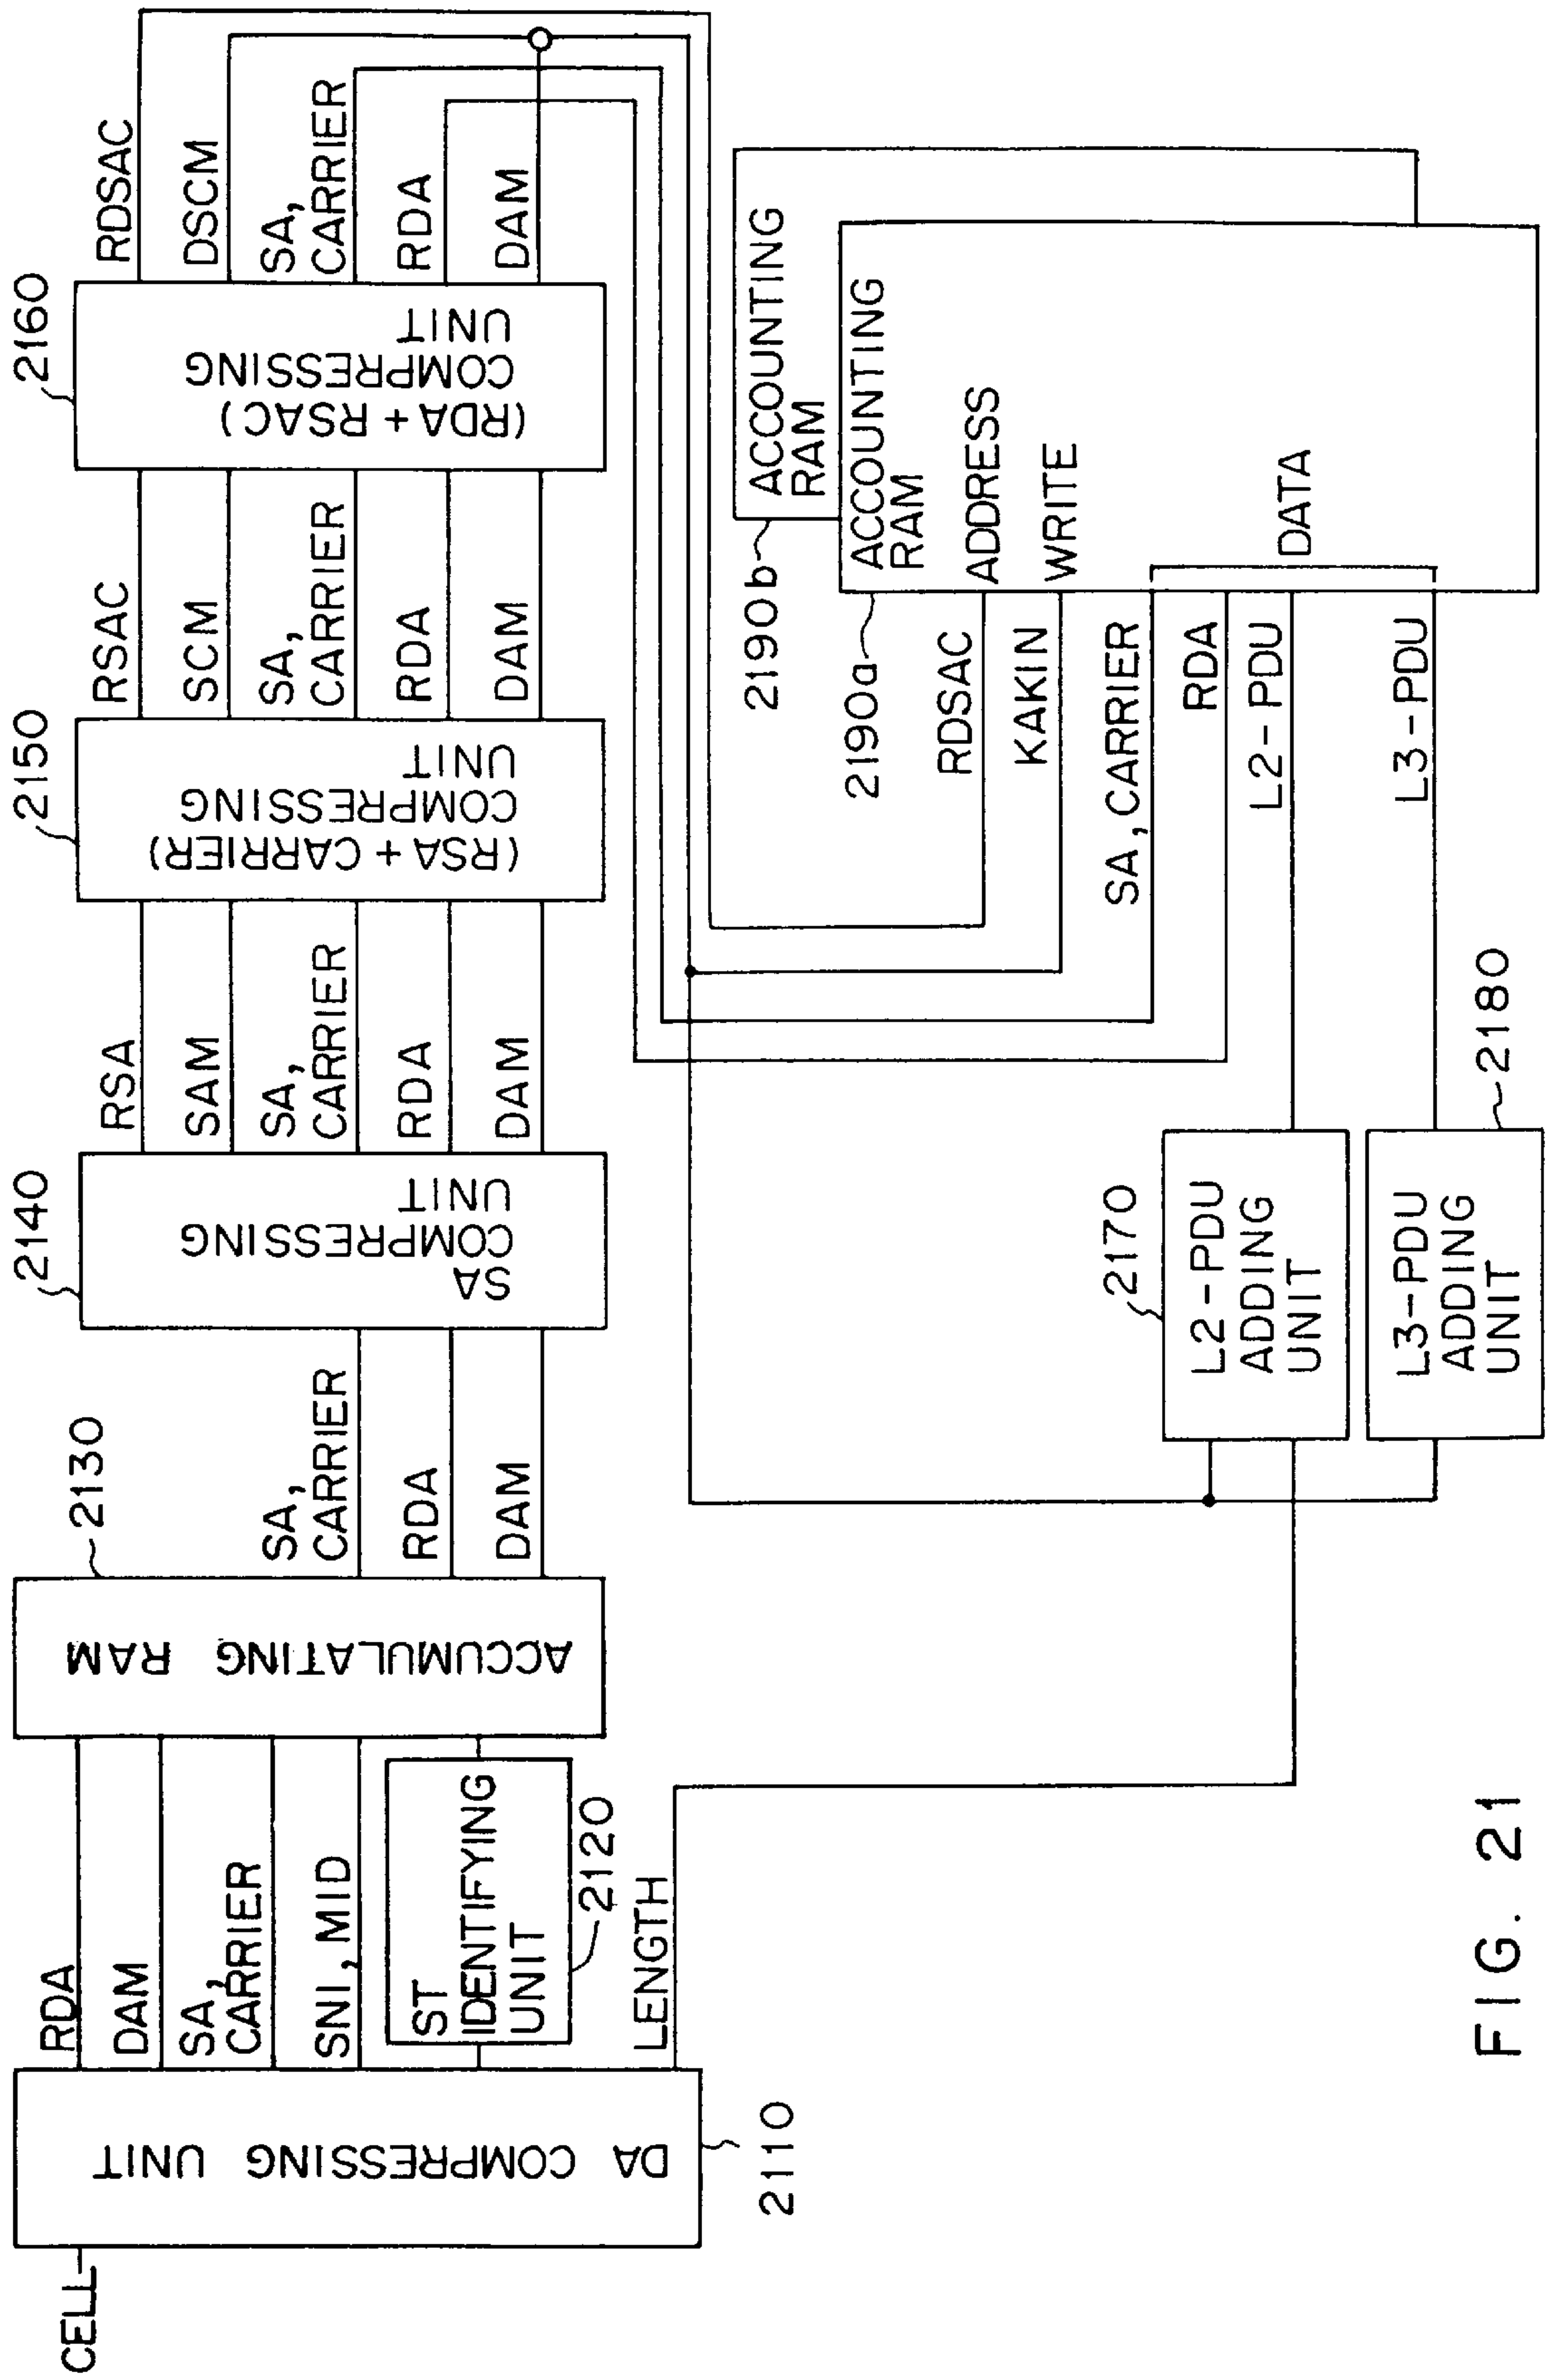 CELL
DA COMPRESSING UNIT
2110
RDA
DAM
SA,
CARRIER
SNI, MID
ST
IDENTIFYING
UNIT
2120
LENGTH
ACCUMULATING RAM
2130
SA,
CARRIER
RDA
DAM
SA
COMPRESSING
UNIT
2140
RSA
SAM
SA,
CARRIER
RDA
DAM
(RSA + CARRIER)
COMPRESSING
UNIT
2150
RSAC
SCM
SA,
CARRIER
RDA
DAM
(RDA + RSAC)
COMPRESSING
UNIT
2160
RDSAC
DSCM
SA,
CARRIER
RDA
DAM
L2-PDU
ADDING
UNIT
2170
L3-PDU
ADDING
UNIT
2180
RDSAC
KAKIN
SA, CARRIER
RDA
L2-PDU
L3-PDU
2190a
2190b
ACCOUNTING
RAM
ACCOUNTING
RAM
ADDRESS
WRITE
DATA
FIG. 21